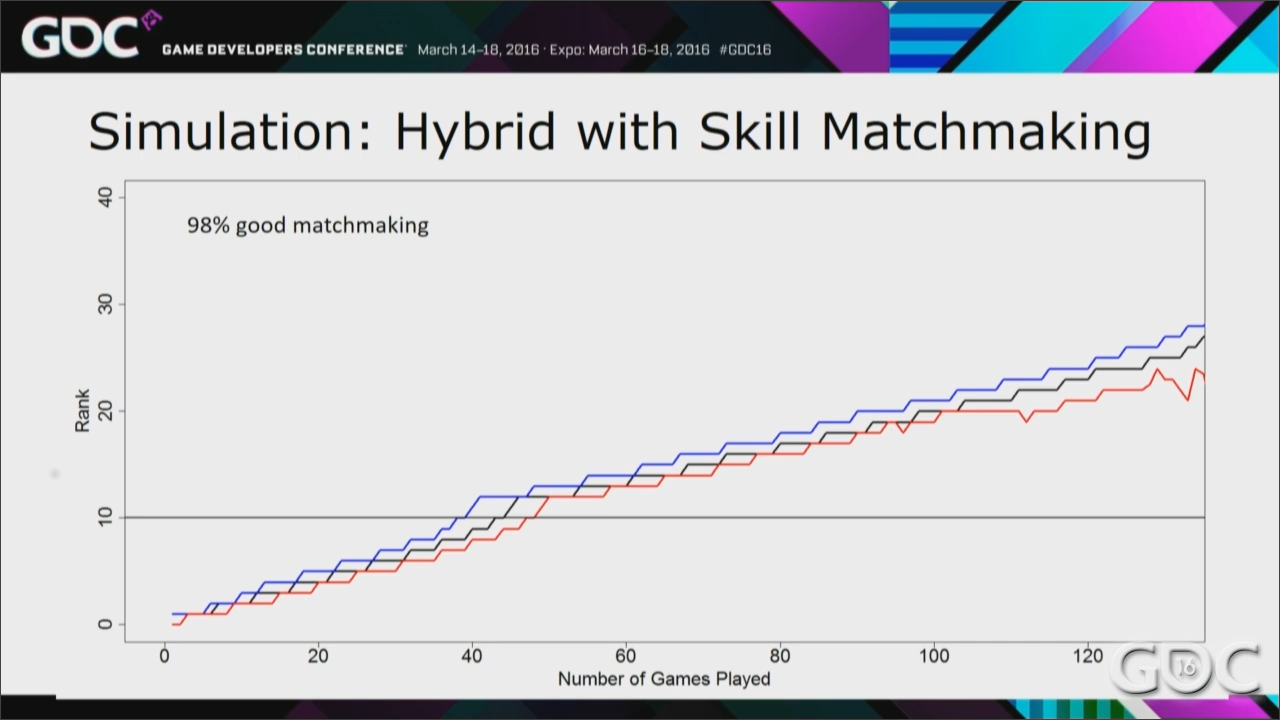 GDC
GAME DEVELOPERS CONFERENCE March 14–18, 2016 · Expo: March 16–18, 2016 #GDC16
Simulation: Hybrid with Skill Matchmaking
98% good matchmaking
40
30
20
10
0
Rank
0 20 40 60 80 100 120
Number of Games Played
GDC 16